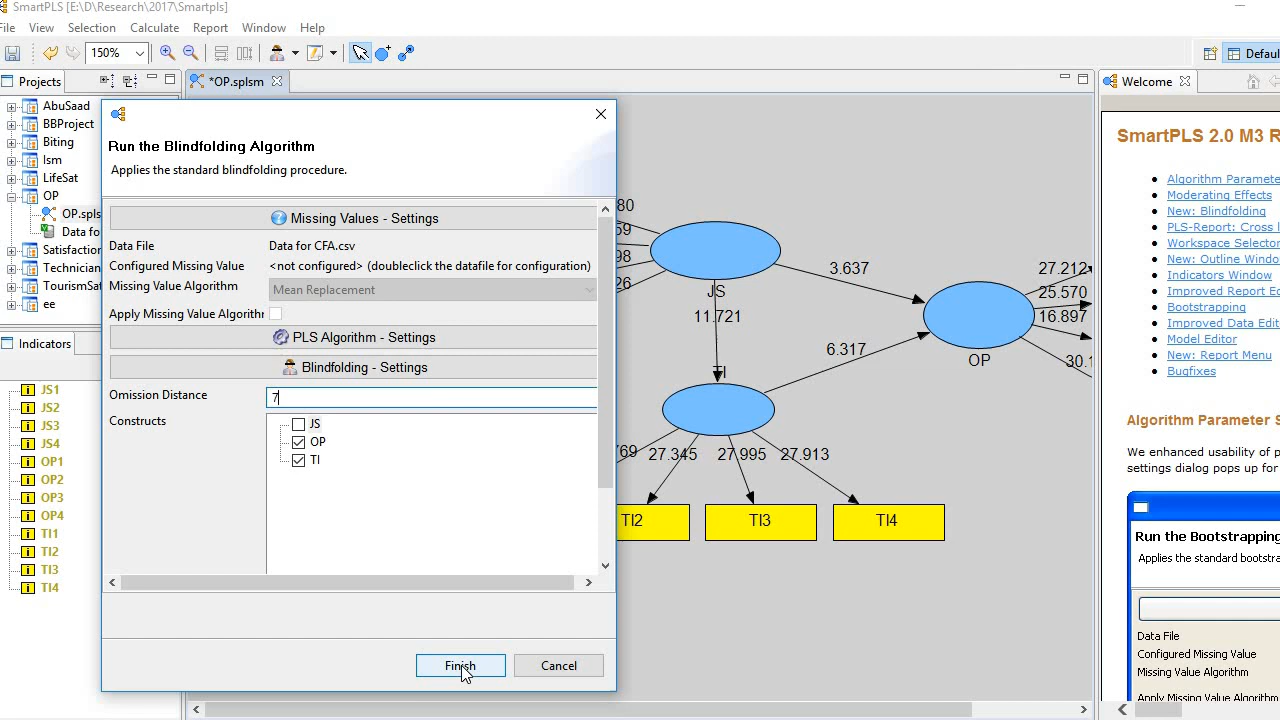 SmartPLS [E:\D\Research\2017\Smartpls]
File View Selection Calculate Report Window Help
150%
Default
Projects
AbuSaad
BBProject
Biting
Ism
LifeSat
OP
OP.spls
Data fo
Satisfaction
Technician
TourismSat
ee
Indicators
JS1
JS2
JS3
JS4
OP1
OP2
OP3
OP4
TI1
TI2
TI3
TI4
*OP.splsm
Run the Blindfolding Algorithm
Applies the standard blindfolding procedure.
Missing Values - Settings
Data File Data for CFA.csv
Configured Missing Value <not configured> (doubleclick the datafile for configuration)
Missing Value Algorithm Mean Replacement
Apply Missing Value Algorithr
PLS Algorithm - Settings
Blindfolding - Settings
Omission Distance 7
Constructs
JS
OP
TI
Finish Cancel
80
59
98
26
JS
3.637
11.721
6.317
TI
OP
27.212
25.570
16.897
30.1
769
27.345
27.995
27.913
TI2
TI3
TI4
Welcome
SmartPLS 2.0 M3 R
Algorithm Paramete
Moderating Effects
New: Blindfolding
PLS-Report: Cross l
Workspace Selector
New: Outline Windo
Indicators Window
Improved Report Ec
Bootstrapping
Improved Data Edit
Model Editor
New: Report Menu
Bugfixes
Algorithm Parameter S
We enhanced usability of p
settings dialog pops up for
Run the Bootstrapping
Applies the standard bootstra
Data File
Configured Missing Value
Missing Value Algorithm
Apply Missing Value Algorithm